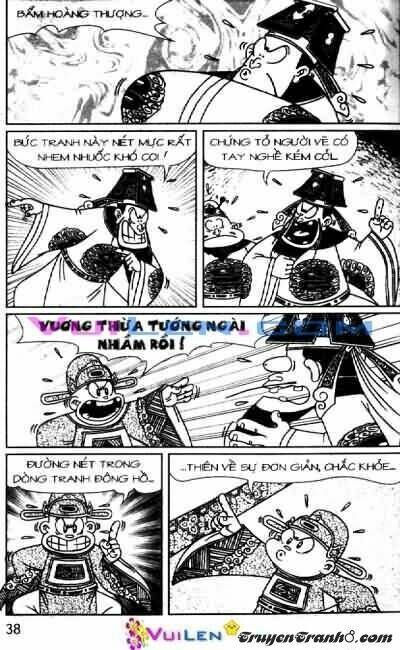 BẨM HOÀNG THƯỢNG...
BỨC TRANH NÀY NÉT MỰC RẤT
NHEM NHUỐC KHÓ COI!
CHỨNG TỎ NGƯỜI VẼ CÓ
TAY NGHỀ KÉM CỎI.
VƯƠNG THỪA TƯỚNG NGÀI
NHẦM RỒI!
ĐƯỜNG NÉT TRONG
DÒNG TRANH ĐÔNG HỒ...
...THIÊN VỀ SỰ ĐƠN GIẢN, CHẮC KHỎE...
38
VUILEN
TruyenTranh8.com